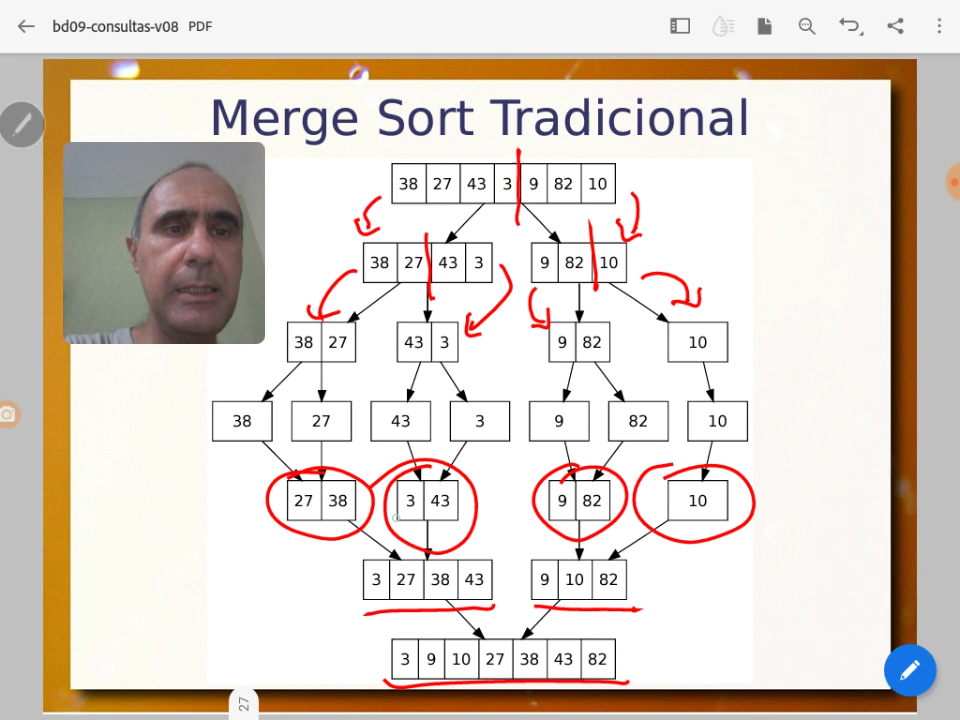 bd09-consultas-v08 PDF
Merge Sort Tradicional
38 27 43 3 9 82 10
38 27 43 3 9 82 10
38 27 43 3 9 82 10
38 27 43 3 9 82 10
27 38 3 43 9 82 10
3 27 38 43 9 10 82
3 9 10 27 38 43 82
27